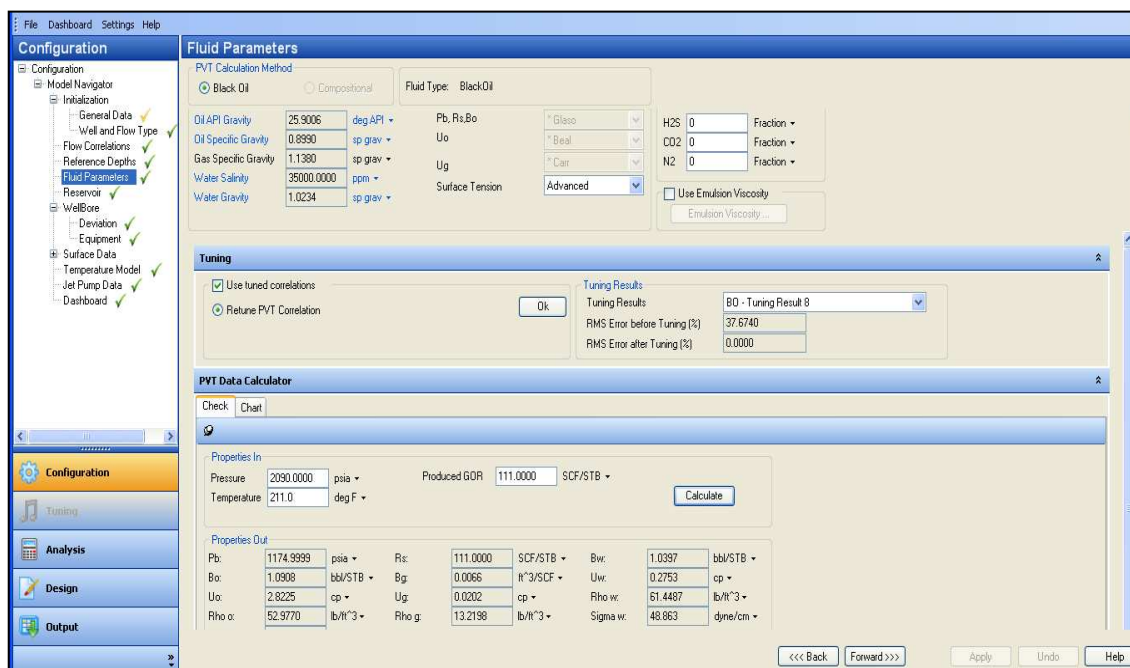 File Dashboard Settings Help
Configuration
Configuration
Model Navigator
Initialization
General Data
Well and Flow Type
Flow Correlations
Reference Depths
Fluid Parameters
Reservoir
WellBore
Deviation
Equipment
Surface Data
Temperature Model
Jet Pump Data
Dashboard
Configuration
Tuning
Analysis
Design
Output
Fluid Parameters
PVT Calculation Method
Black Oil Compositional Fluid Type: BlackOil
Oil API Gravity 25.9006 deg API Pb, Rs,Bo * Glaso H2S 0 Fraction
Oil Specific Gravity 0.8990 sp grav Uo * Beal CO2 0 Fraction
Gas Specific Gravity 1.1380 sp grav Ug * Carr N2 0 Fraction
Water Salinity 35000.0000 ppm Surface Tension Advanced
Water Gravity 1.0234 sp grav
Use Emulsion Viscosity
Emulsion Viscosity ...
Tuning
Use tuned correlations
Retune PVT Correlation Ok
Tuning Results
Tuning Results BO - Tuning Result 8
RMS Error before Tuning (%) 37.6740
RMS Error after Tuning (%) 0.0000
PVT Data Calculator
Check Chart
Properties In
Pressure 2090.0000 psia Produced GOR 111.0000 SCF/STB
Temperature 211.0 deg F Calculate
Properties Out
Pb: 1174.9999 psia Rs: 111.0000 SCF/STB Bw: 1.0397 bbl/STB
Bo: 1.0908 bbl/STB Bg: 0.0066 ft^3/SCF Uw: 0.2753 cp
Uo: 2.8225 cp Ug: 0.0202 cp Rho w: 61.4487 lb/ft^3
Rho o: 52.9770 lb/ft^3 Rho g: 13.2198 lb/ft^3 Sigma w: 48.863 dyne/cm
<<< Back Forward >>> Apply Undo Help